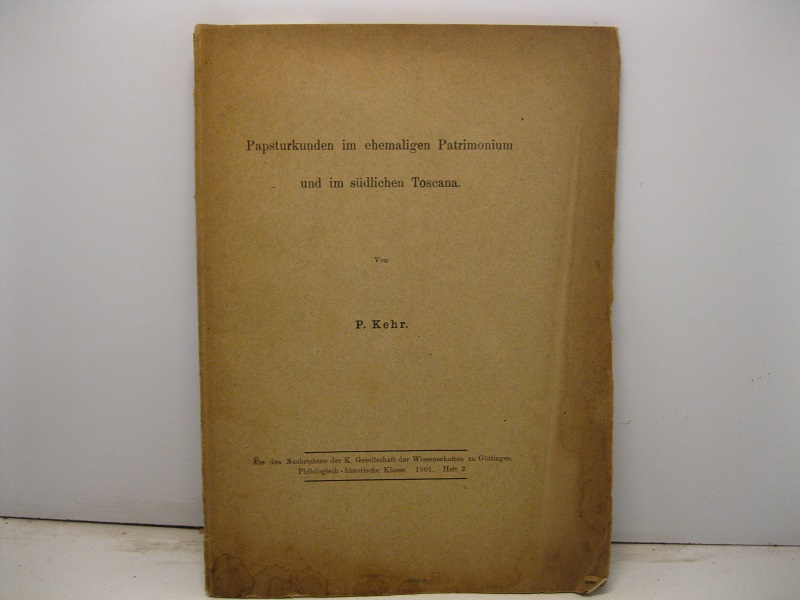 Papsturkunden im ehemaligen Patrimonium
und im südlichen Toscana.
Von
P. Kehr.
Aus den Nachrichten der K. Gesellschaft der Wissenschaften zu Göttingen.
Philologisch-historische Klasse. 1901. Heft 2